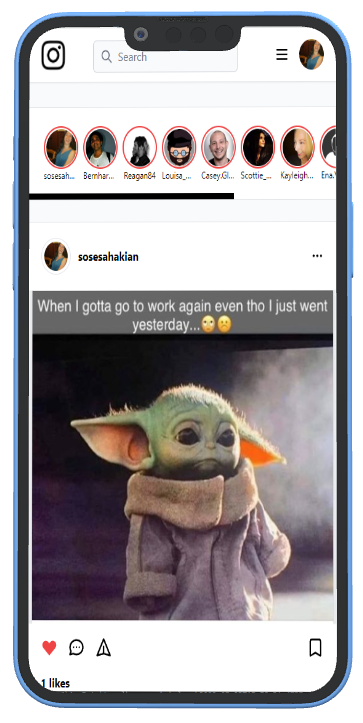 Search
sosesah...
Bernhar...
Reagan84
Louisa_...
Casey.Gl...
Scottie_...
Kayleigh...
Ena.
sosesahakian
When I gotta go to work again even tho I just went
yesterday...🙄😕
1 likes